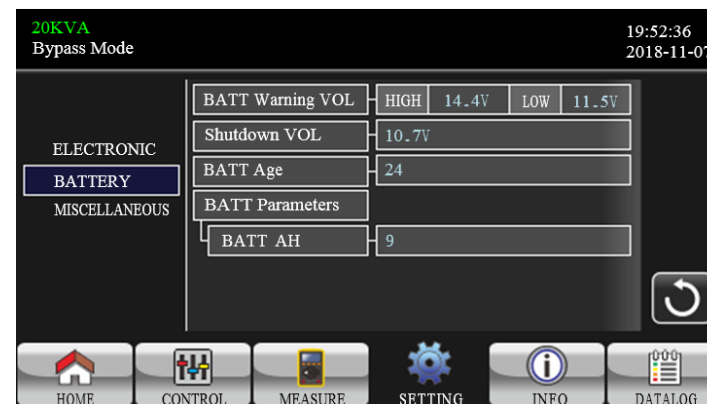 20KVA
Bypass Mode
19:52:36
2018-11-07
ELECTRONIC
BATTERY
MISCELLANEOUS
BATT Warning VOL HIGH 14.4V LOW 11.5V
Shutdown VOL 10.7V
BATT Age 24
BATT Parameters
BATT AH 9
HOME CONTROL MEASURE SETTING INFO DATALOG